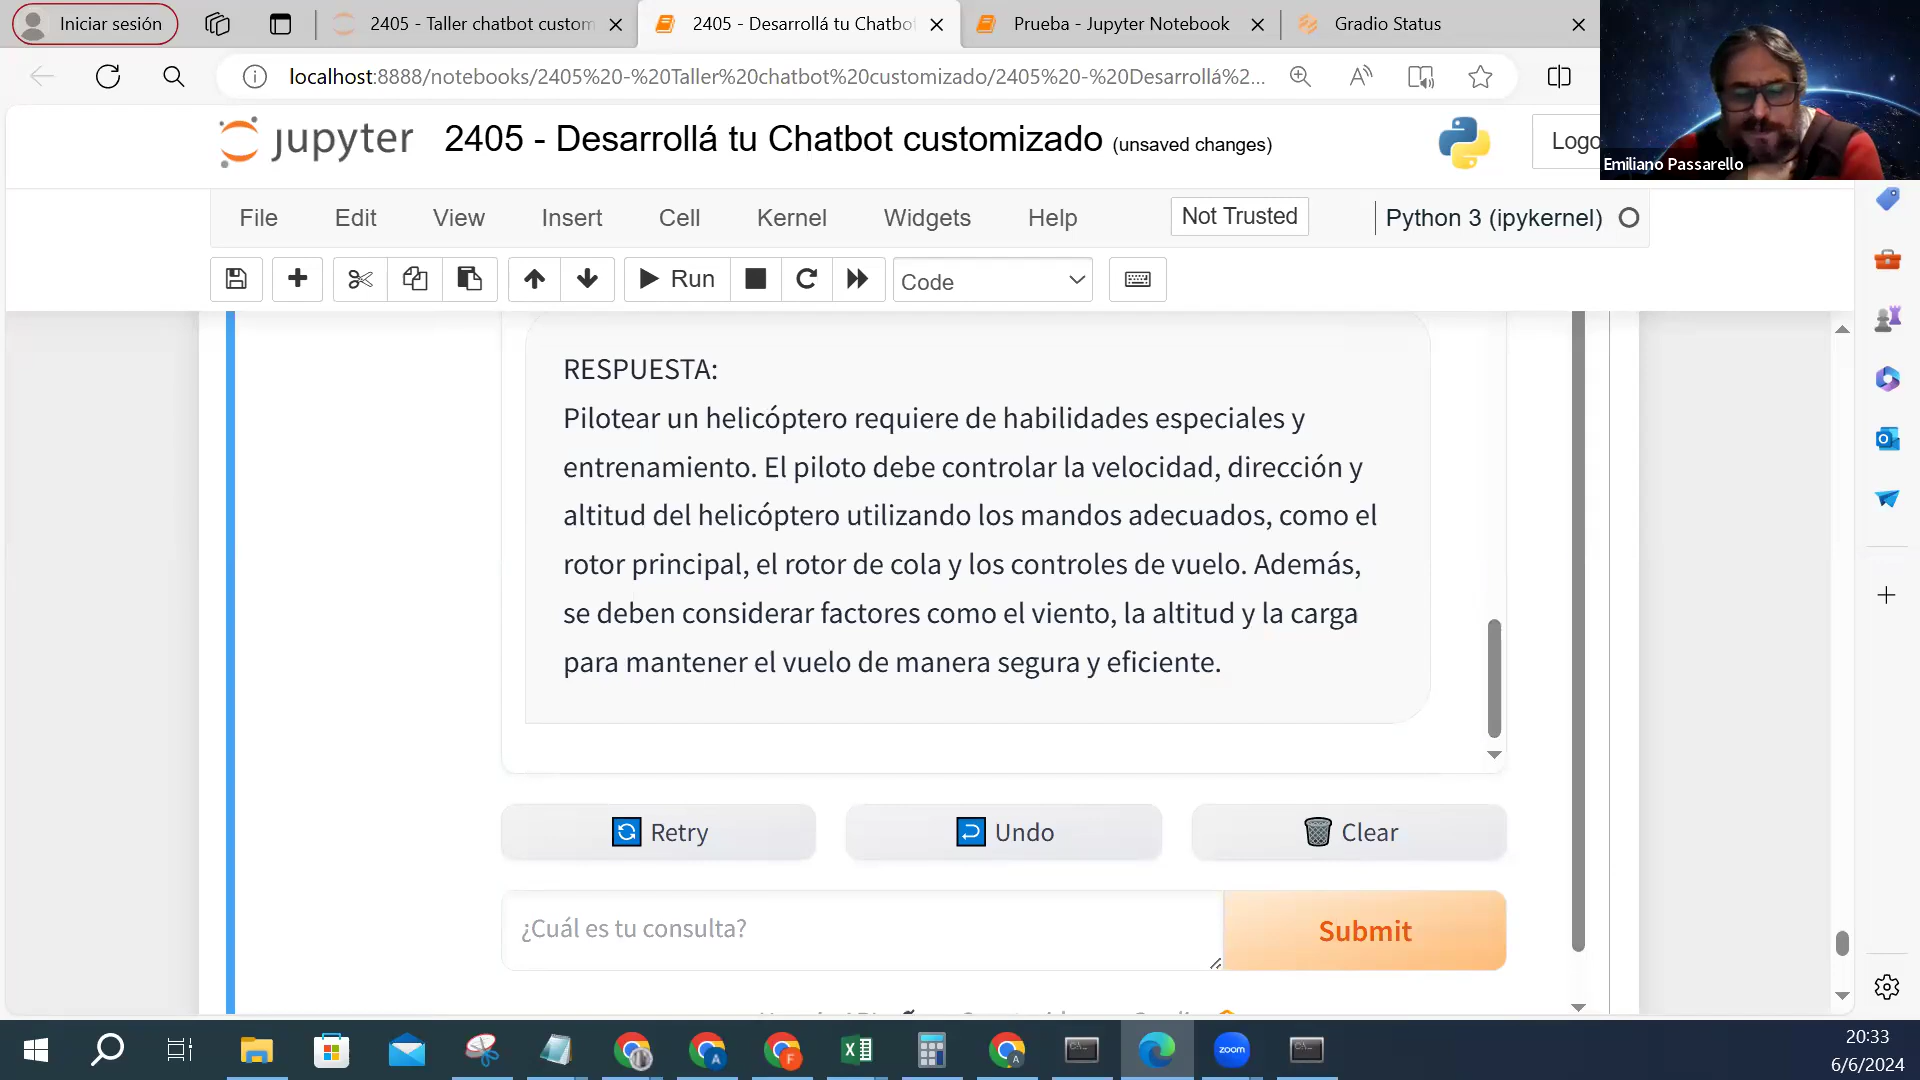 Iniciar sesión
2405 - Taller chatbot custom
2405 - Desarrollá tu Chatbo
Prueba - Jupyter Notebook
Gradio Status
localhost:8888/notebooks/2405%20-%20Taller%20chatbot%20customizado/2405%20-%20Desarrollá%2...
jupyter
2405 - Desarrollá tu Chatbot customizado (unsaved changes)
Logo
Emiliano Passarello
File Edit View Insert Cell Kernel Widgets Help
Not Trusted
Python 3 (ipykernel)
Run
Code
RESPUESTA:
Pilotear un helicóptero requiere de habilidades especiales y
entrenamiento. El piloto debe controlar la velocidad, dirección y
altitud del helicóptero utilizando los mandos adecuados, como el
rotor principal, el rotor de cola y los controles de vuelo. Además,
se deben considerar factores como el viento, la altitud y la carga
para mantener el vuelo de manera segura y eficiente.
Retry
Undo
Clear
¿Cuál es tu consulta?
Submit
zoom
20:33
6/6/2024